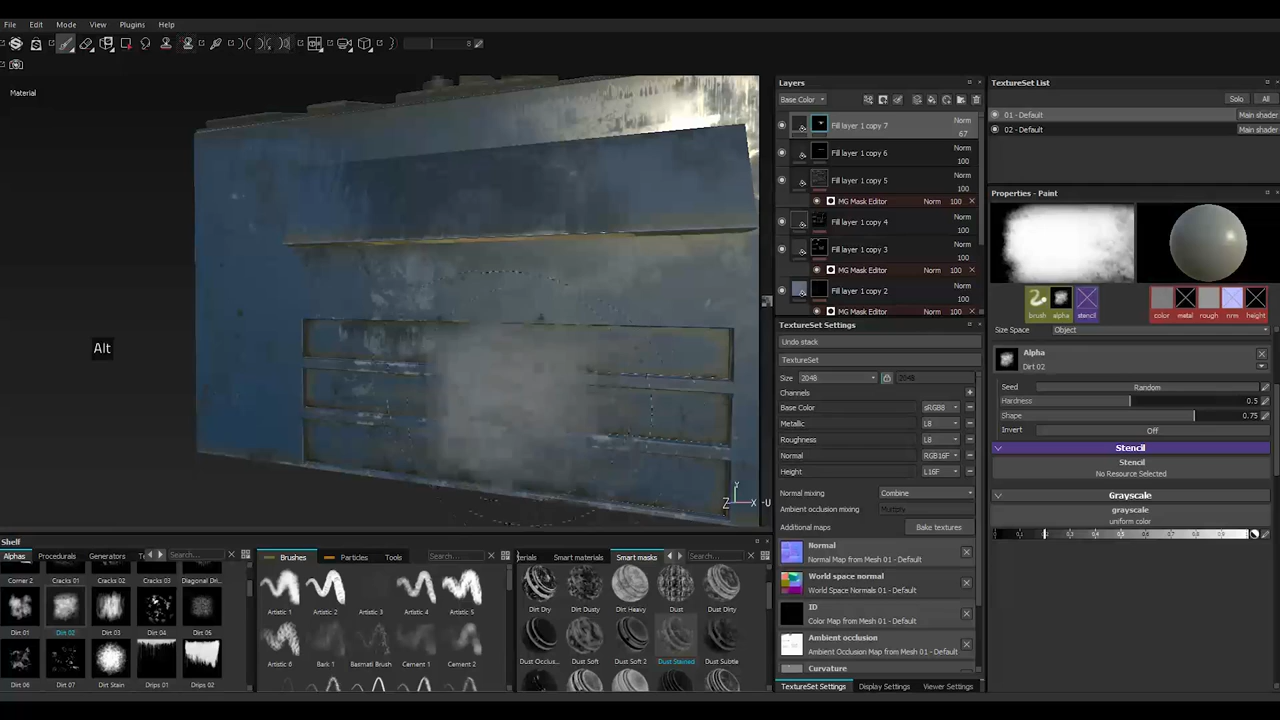 File Edit Mode View Plugins Help
8
Material
Alt
Z Y X -U
Layers
Base Color
Fill layer 1 copy 7 Norm 67
Fill layer 1 copy 6 Norm 100
Fill layer 1 copy 5 Norm 100
MG Mask Editor Norm 100
Fill layer 1 copy 4 Norm 100
Fill layer 1 copy 3 Norm 100
MG Mask Editor Norm 100
Fill layer 1 copy 2 Norm 100
MG Mask Editor Norm 100
TextureSet Settings
Undo stack
TextureSet
Size 2048 2048
Channels
Base Color sRGB8
Metallic L8
Roughness L8
Normal RGB16F
Height L16F
Normal mixing Combine
Ambient occlusion mixing Multiply
Additional maps Bake textures
Normal
Normal Map from Mesh 01 - Default
World space normal
World Space Normals 01 - Default
ID
Color Map from Mesh 01 - Default
Ambient occlusion
Ambient Occlusion Map from Mesh 01 - Default
Curvature
TextureSet Settings Display Settings Viewer Settings
TextureSet List
Solo All
01 - Default Main shader
02 - Default Main shader
Properties - Paint
brush alpha stencil color metal rough nrm height
Size Space Object
Alpha
Dirt 02
Seed Random
Hardness 0.5
Shape 0.75
Invert Off
Stencil
Stencil
No Resource Selected
Grayscale
grayscale
uniform color
Shelf
Alphas Procedurals Generators Search...
Corner 2 Cracks 01 Cracks 02 Cracks 03 Diagonal Dri...
Dirt 01 Dirt 02 Dirt 03 Dirt 04 Dirt 05
Dirt 06 Dirt 07 Dirt Stain Drips 01 Drips 02
Brushes Particles Tools Search...
Artistic 1 Artistic 2 Artistic 3 Artistic 4 Artistic 5
Artistic 6 Bark 1 Basmati Brush Cement 1 Cement 2
terials Smart materials Smart masks Search...
Dirt Dry Dirt Dusty Dirt Heavy Dust Dust Dirty
Dust Occlus... Dust Soft Dust Soft 2 Dust Stained Dust Subtle